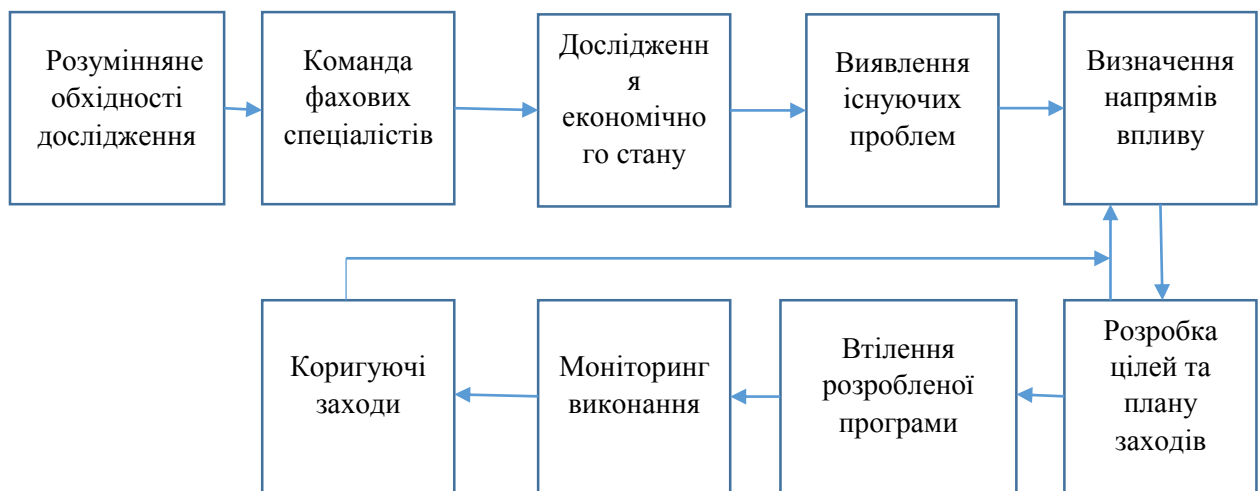 Розумінняне
обхідності
дослідження
Команда
фахових
спеціалістів
Дослідженн
я
економічно
го стану
Виявлення
існуючих
проблем
Визначення
напрямів
впливу
Коригуючі
заходи
Моніторинг
виконання
Втілення
розробленої
програми
Розробка
цілей та
плану
заходів